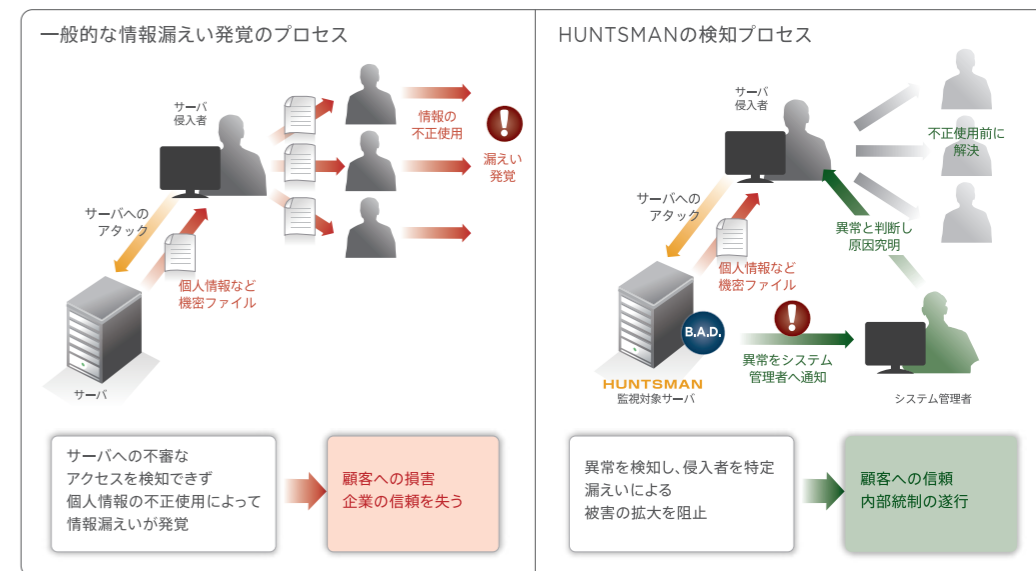 一般的な情報漏えい発覚のプロセス
サーバ
侵入者
情報の
不正使用
漏えい
発覚
サーバへの
アタック
個人情報など
機密ファイル
サーバ
サーバへの不審な
アクセスを検知できず
個人情報の不正使用によって
情報漏えいが発覚
顧客への損害
企業の信頼を失う
HUNTSMANの検知プロセス
サーバ
侵入者
不正使用前に
解決
サーバへの
アタック
異常と判断し
原因究明
個人情報など
機密ファイル
B.A.D.
異常をシステム
管理者へ通知
HUNTSMAN
監視対象サーバ
システム管理者
異常を検知し、侵入者を特定
漏えいによる
被害の拡大を阻止
顧客への信頼
内部統制の遂行